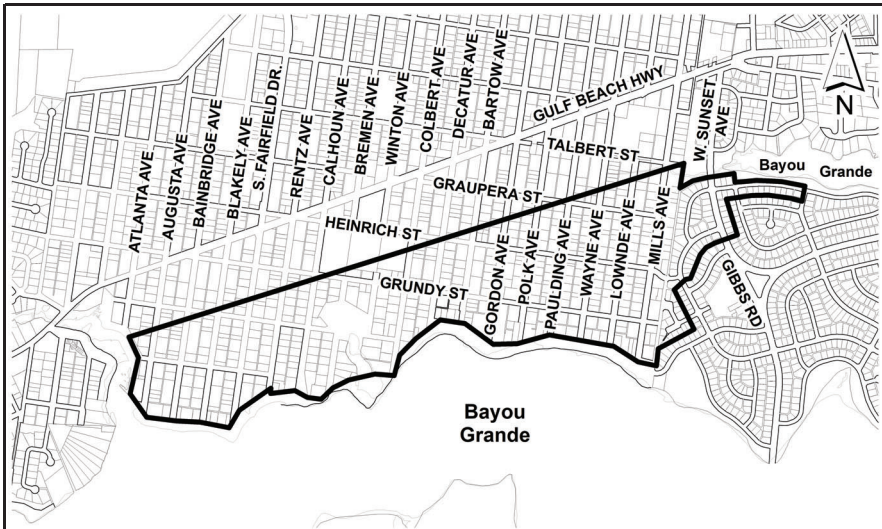 ATLANTA AVE
AUGUSTA AVE
BAINBRIDGE AVE
BLAKELY AVE
S. FAIRFIELD DR.
RENTZ AVE
CALHOUN AVE
BREMEN AVE
WINTON AVE
COLBERT AVE
DECATUR AVE
BARTOW AVE
GULF BEACH HWY
W. SUNSET
AVE
N
TALBERT ST
Bayou
Grande
GRAUPERA ST
HEINRICH ST
GRUNDY ST
GORDON AVE
POLK AVE
PAULDING AVE
WAYNE AVE
LOWNDE AVE
MILLS AVE
GIBBS RD
Bayou
Grande